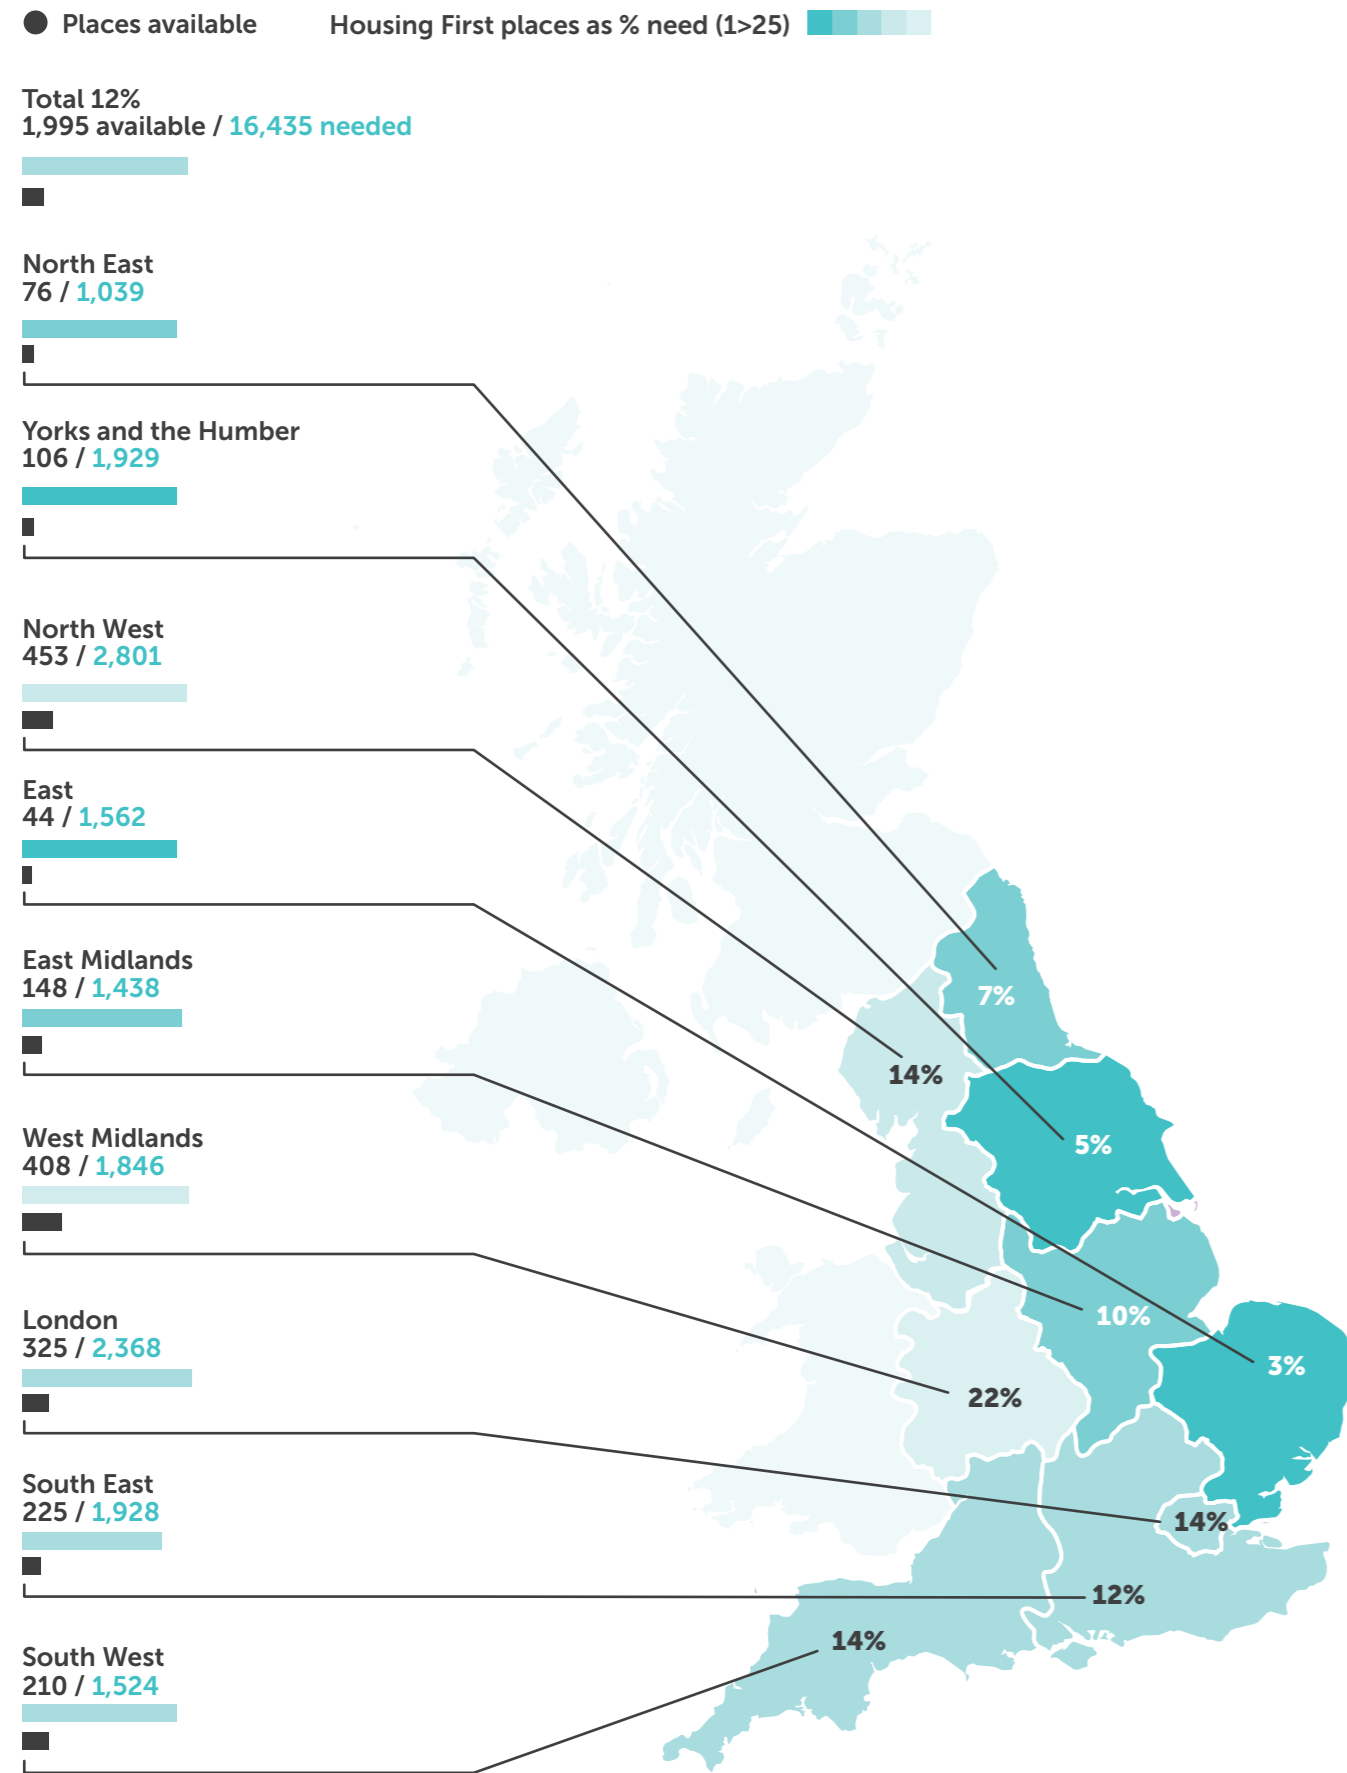 Places available
Housing First places as % need (1>25)
Total 12%
1,995 available / 16,435 needed
North East
76 / 1,039
Yorks and the Humber
106 / 1,929
North West
453 / 2,801
East
44 / 1,562
East Midlands
148 / 1,438
West Midlands
408 / 1,846
London
325 / 2,368
South East
225 / 1,928
South West
210 / 1,524
7%
14%
5%
10%
3%
22%
14%
12%
14%